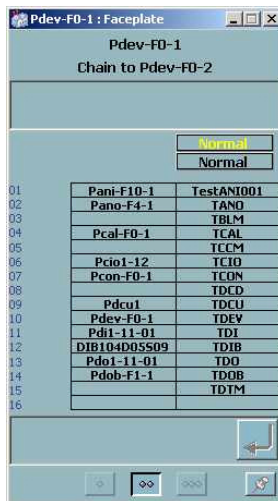 Pdev-F0-1 : Faceplate
Pdev-F0-1
Chain to Pdev-F0-2
Normal
Normal
01 Pani-F10-1 TestANI001
02 Pano-F4-1 TANO
03 TBLM
04 Pcal-F0-1 TCAL
05 TCCM
06 Pcio1-12 TCIO
07 Pcon-F0-1 TCON
08 TDCD
09 Pdcu1 TDCU
10 Pdev-F0-1 TDEV
11 Pdi1-11-01 TDI
12 DIB104D05S09 TDIB
13 Pdo1-11-01 TDO
14 Pdob-F1-1 TDOB
15 TDTM
16